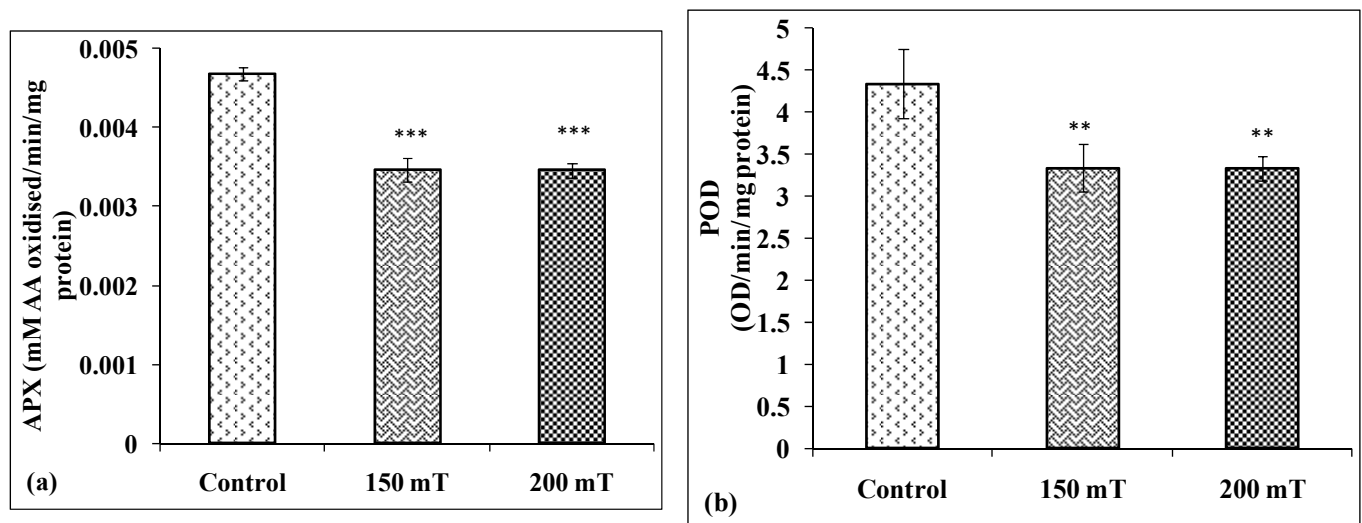 APX (mM AA oxidised/min/mg
protein)
0.005
0.004
0.003
0.002
0.001
0
***
***
Control 150 mT 200 mT
(a)
POD
(OD/min/mgprotein)
5
4.5
4
3.5
3
2.5
2
1.5
1
0.5
0
**
**
Control 150 mT 200 mT
(b)